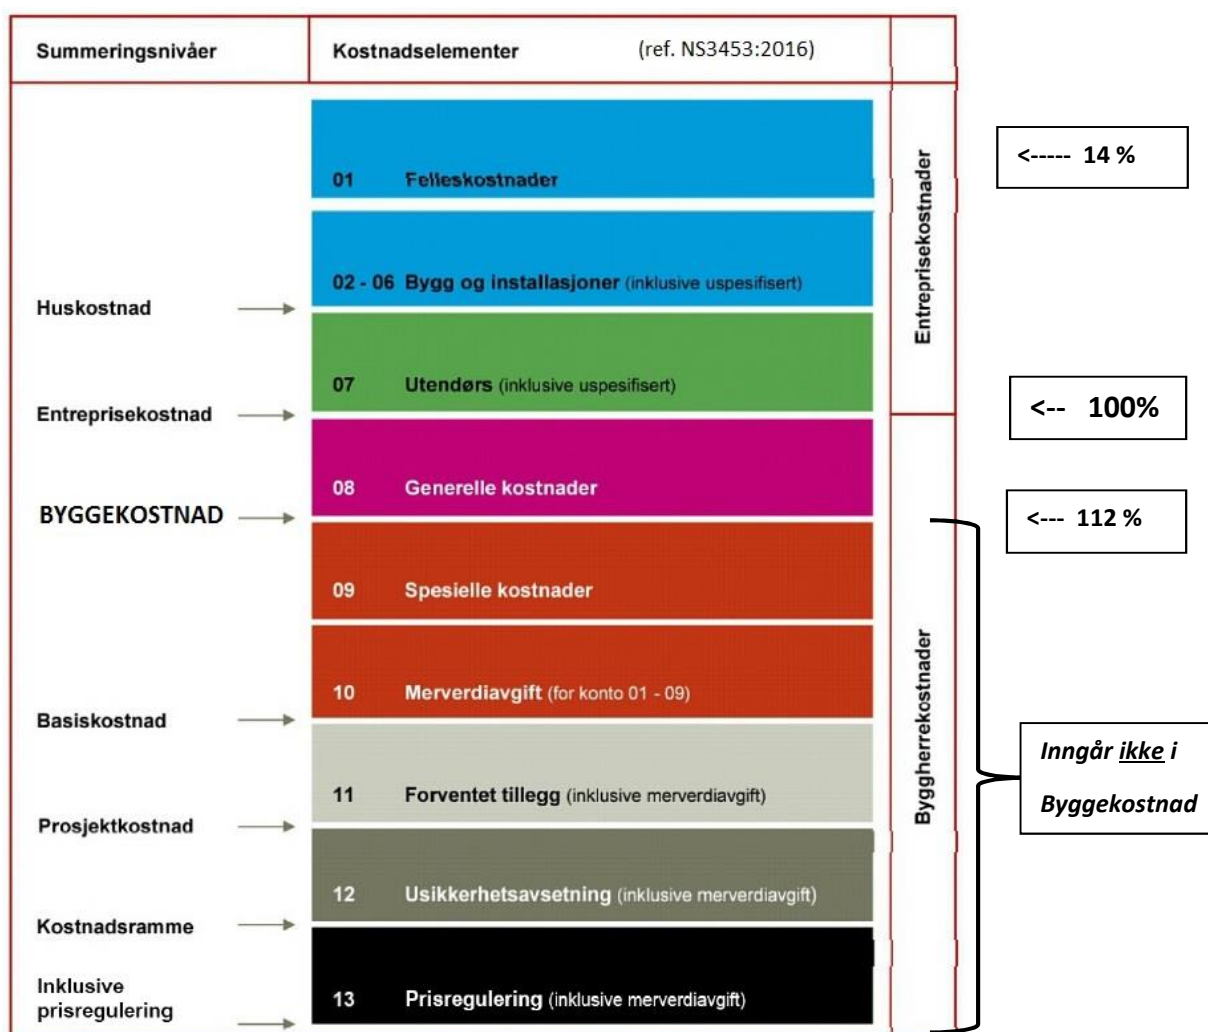 Summeringsnivåer
Kostnadselementer (ref. NS3453:2016)
01 Felleskostnader
<----- 14 %
Entreprisekostnader
02 - 06 Bygg og installasjoner (inklusive uspesifisert)
Huskostnad
07 Utendørs (inklusive uspesifisert)
Entreprisekostnad
<-- 100%
08 Generelle kostnader
BYGGEKOSTNAD
<--- 112 %
09 Spesielle kostnader
Byggherrekostnader
10 Merverdiavgift (for konto 01 - 09)
Basiskostnad
Inngår ikke i
Byggekostnad
11 Forventet tillegg (inklusive merverdiavgift)
Prosjektkostnad
12 Usikkerhetsavsetning (inklusive merverdiavgift)
Kostnadsramme
13 Prisregulering (inklusive merverdiavgift)
Inklusive
prisregulering